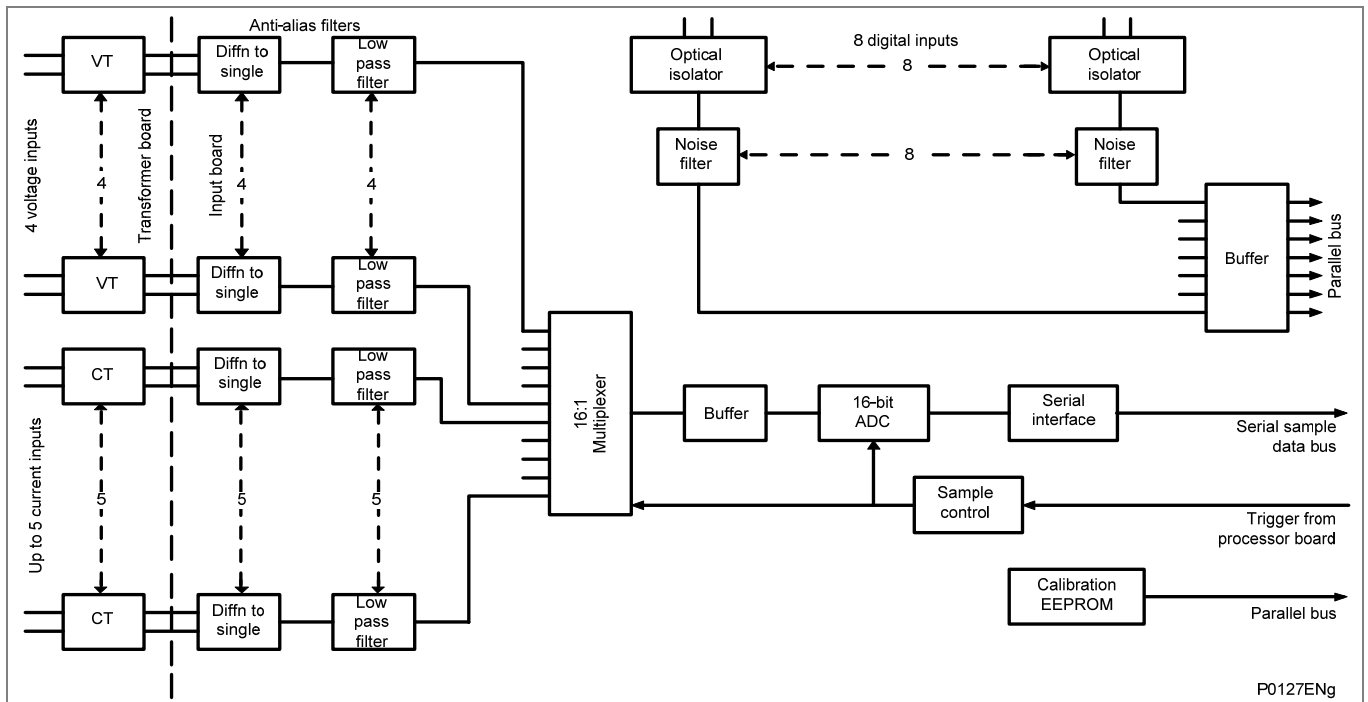 Anti-alias filters
VT
Diffn to
single
Low
pass
filter
4 voltage inputs
4
Transformer board
Input board
4
4
VT
Diffn to
single
Low
pass
filter
CT
Diffn to
single
Low
pass
filter
Up to 5 current inputs
5
5
5
CT
Diffn to
single
Low
pass
filter
Optical
isolator
8 digital inputs
8
Optical
isolator
Noise
filter
8
Noise
filter
Buffer
Parallel bus
16:1
Multiplexer
Buffer
16-bit
ADC
Serial
interface
Serial sample
data bus
Sample
control
Trigger from
processor board
Calibration
EEPROM
Parallel bus
P0127ENg